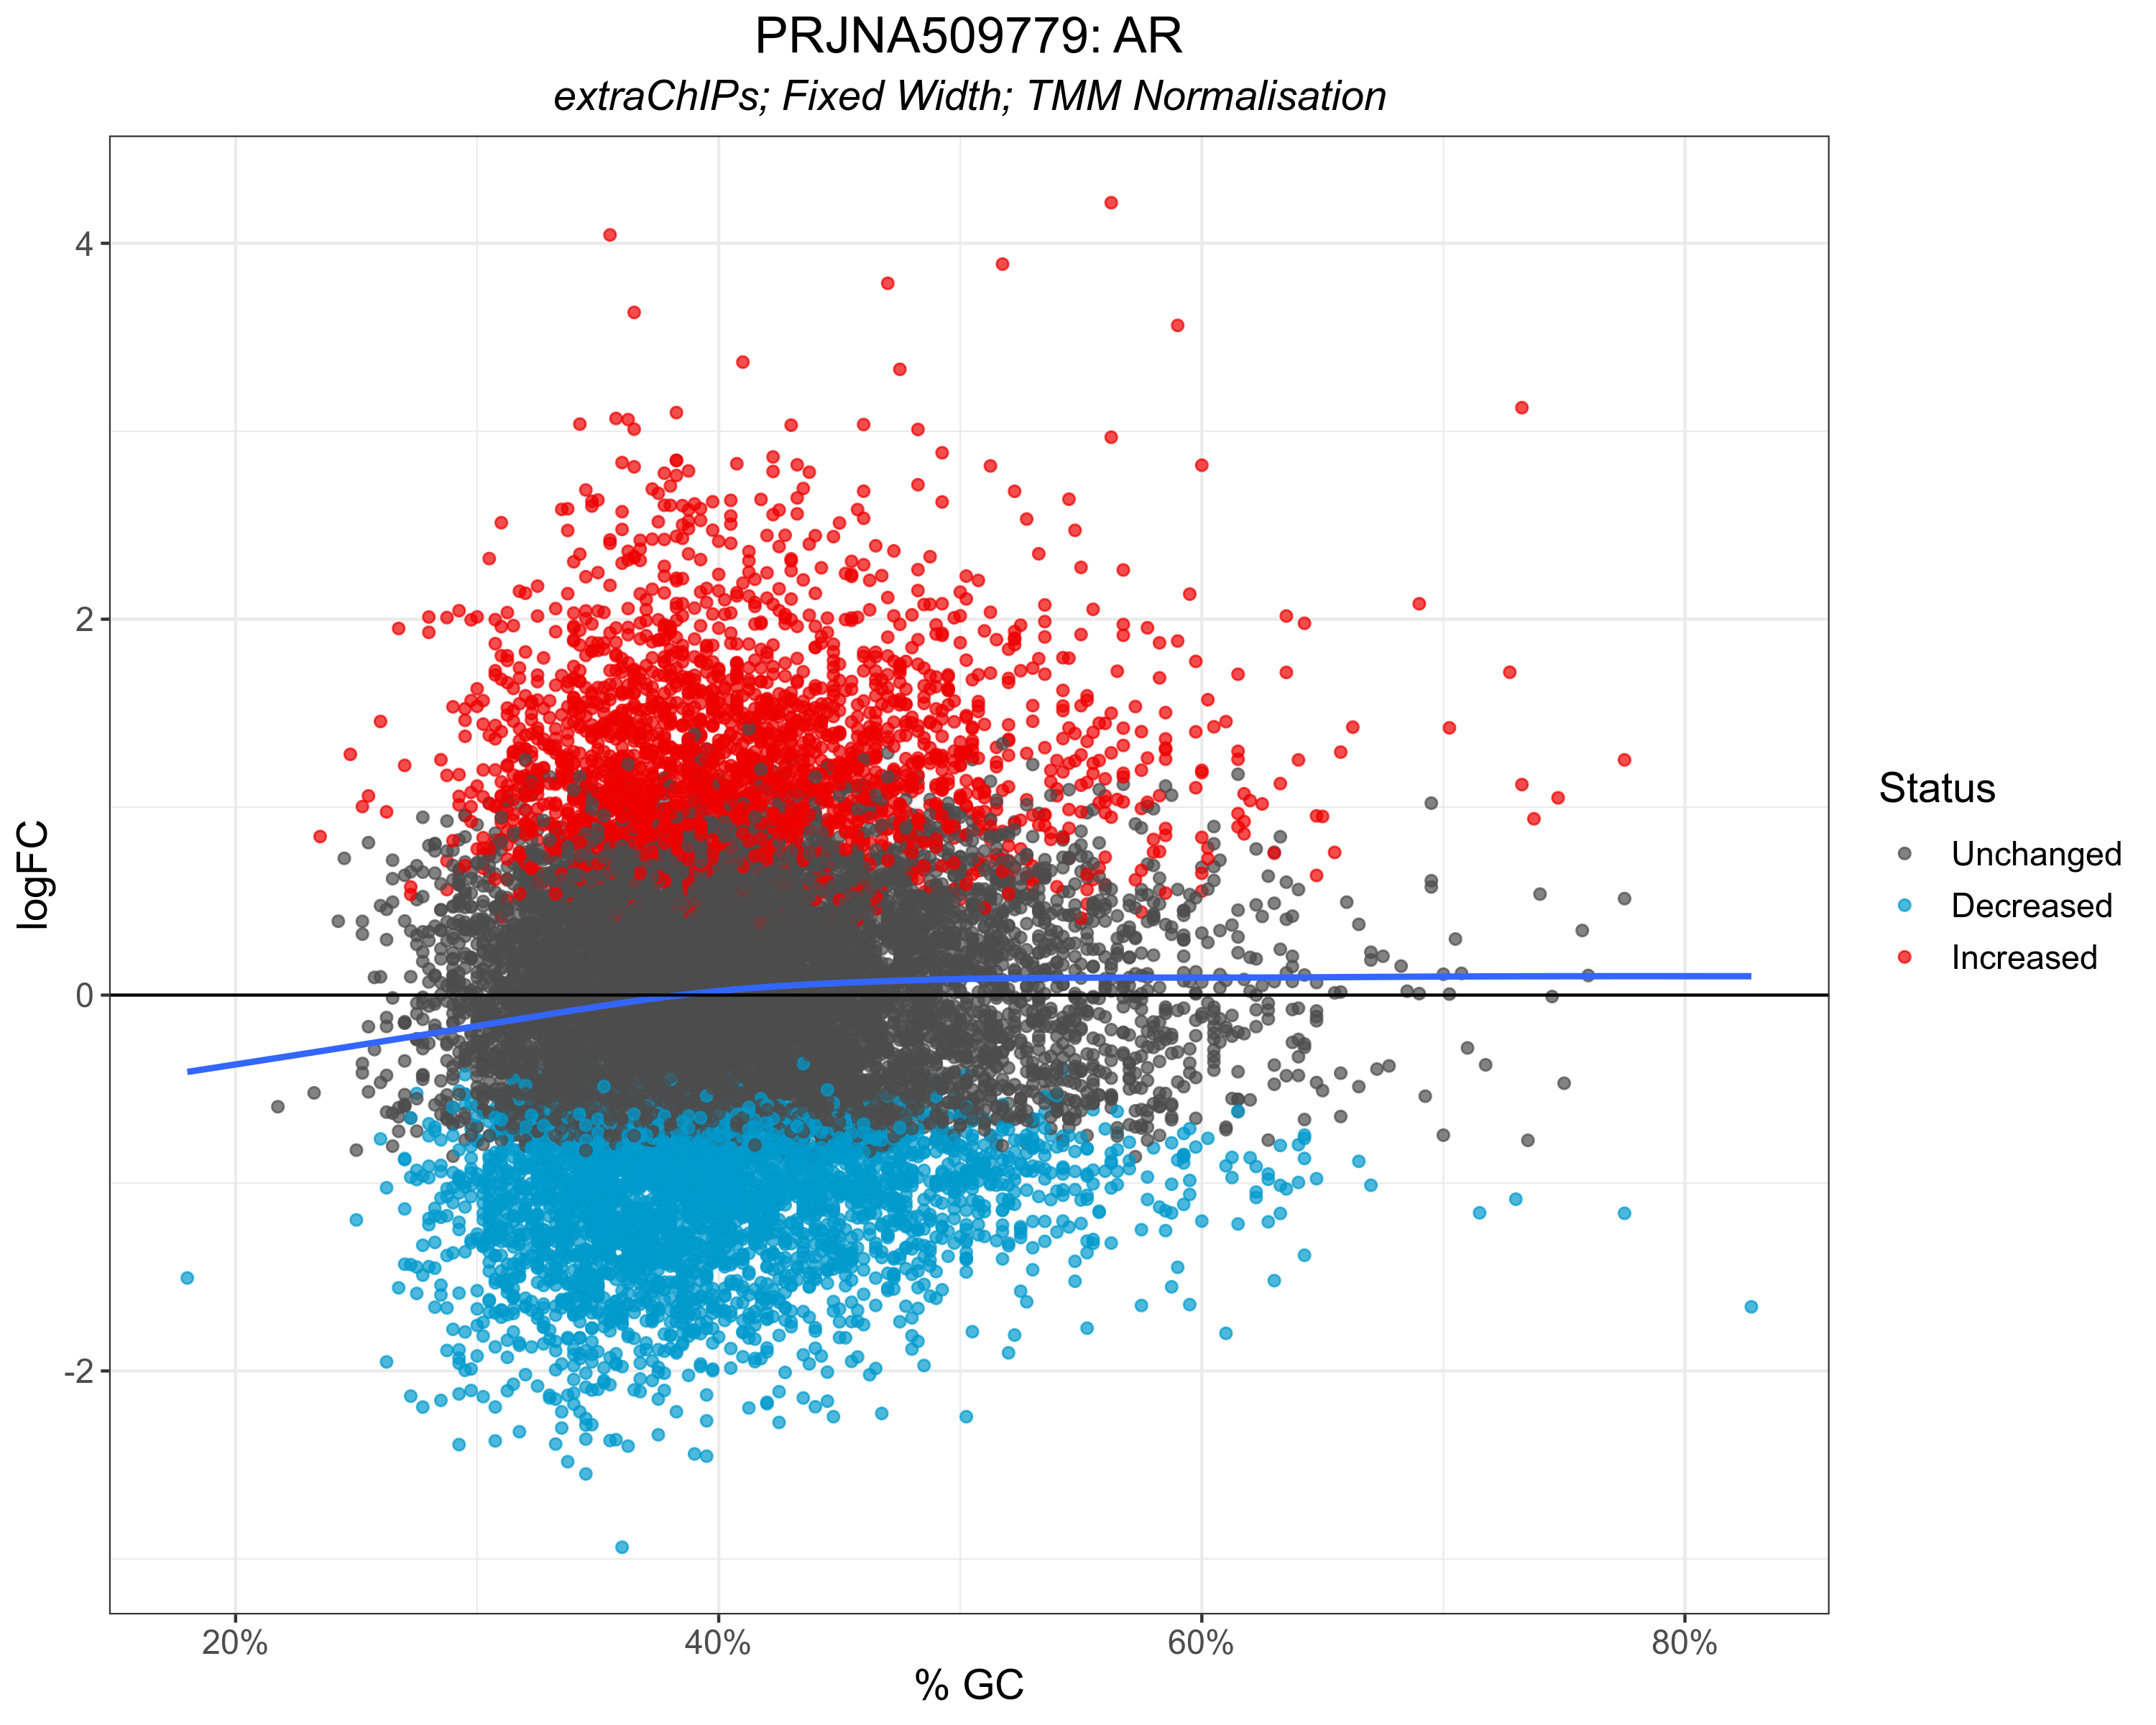 PRJNA509779: AR
extraChIPs; Fixed Width; TMM Normalisation
logFC
4
2
0
-2
20%
40%
60%
80%
% GC
Status
Unchanged
Decreased
Increased